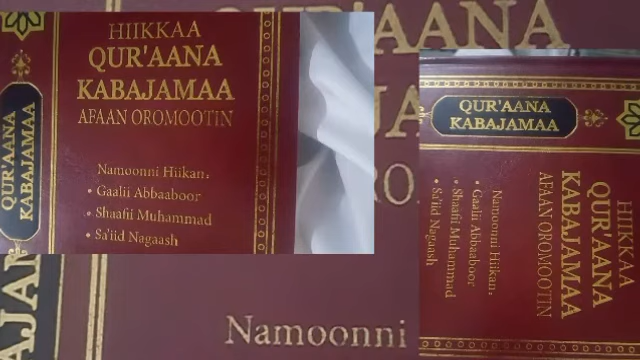 HIIKKAA
QUR'AANA
KABAJAMAA
AFAAN OROMOOTIN
Namoonni Hiikan:
• Gaalii Abbaaboor
• Shaafii Muhammad
• Sa'iid Nagaash
QUR'AANA
KABAJAMAA
QUR'AANA
KABAJAMAA
HIIKKAA
QUR'AANA
KABAJAMAA
AFAAN OROMOOTIN
Namoonni Hiikan:
• Gaalii Abbaaboor
• Shaafii Muhammad
• Sa'iid Nagaash
Namoonni